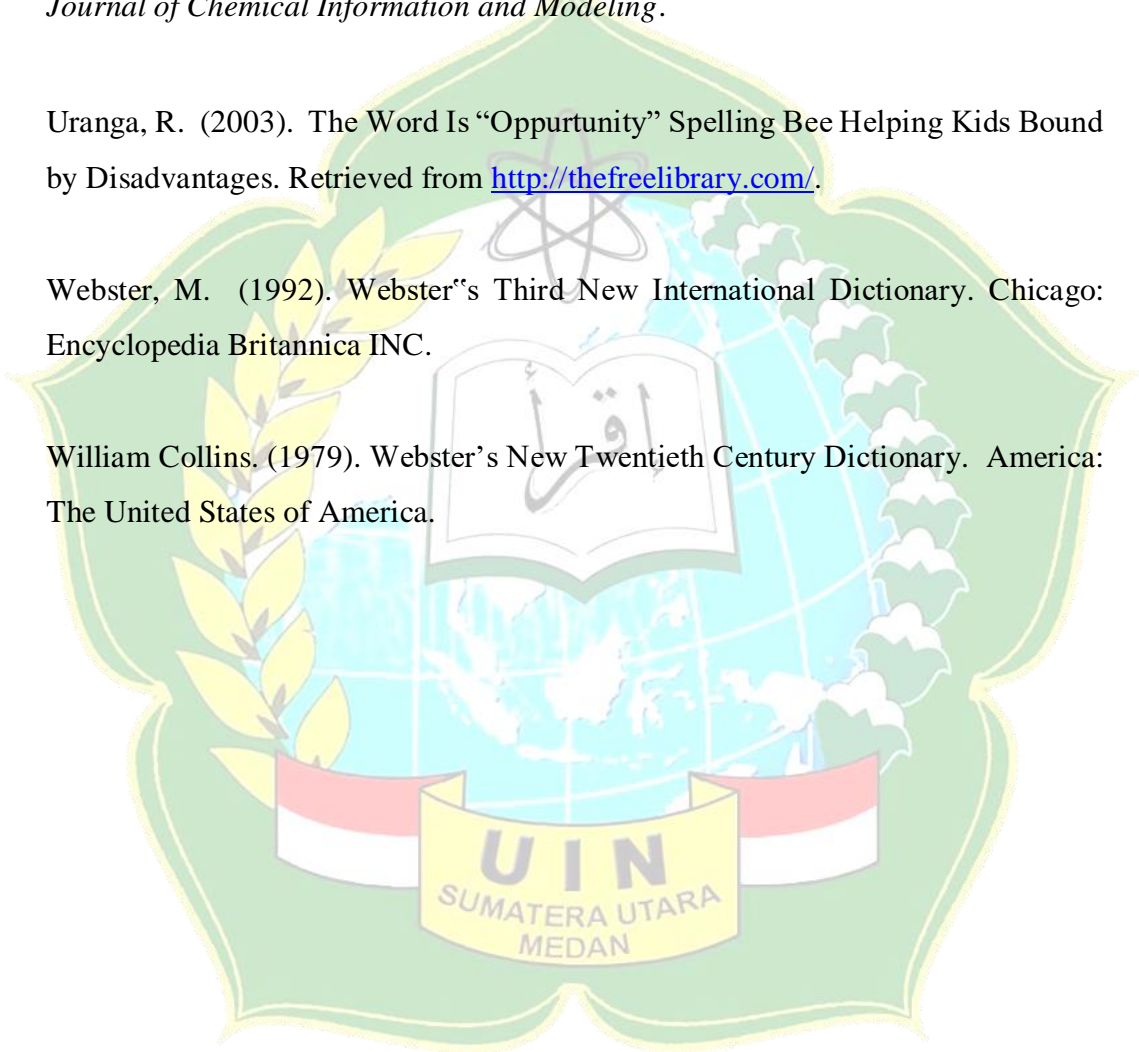 Journal of Chemical Information and Modeling.
Uranga, R. (2003). The Word Is “Oppurtunity” Spelling Bee Helping Kids Bound
by Disadvantages. Retrieved from http://thefreelibrary.com/.
Webster, M. (1992). Webster‟s Third New International Dictionary. Chicago:
Encyclopedia Britannica INC.
William Collins. (1979). Webster’s New Twentieth Century Dictionary. America:
The United States of America.
إقرأ
UIN
SUMATERA UTARA
MEDAN